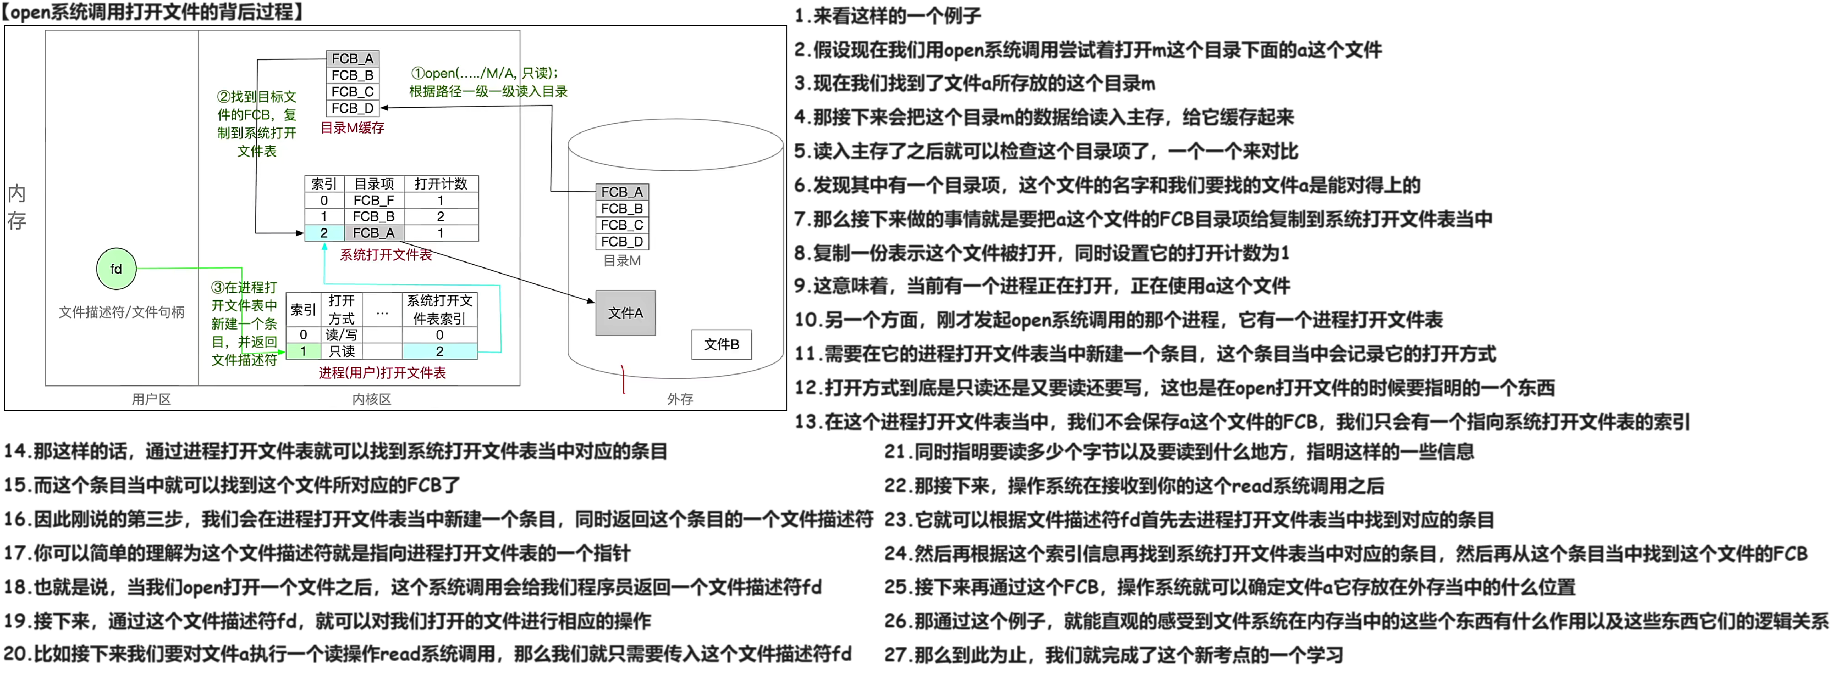 【open系统调用打开文件的背后过程】
FCB_A
FCB_B
FCB_C
FCB_D
目录M缓存
①open(...../M/A, 只读);
根据路径一级一级读入目录
②找到目标文
件的FCB，复
制到系统打开
文件表
内
存
索引 目录项 打开计数
0 FCB_F 1
1 FCB_B 2
2 FCB_A 1
系统打开文件表
fd
文件描述符/文件句柄
③在进程打
开文件表中
新建一个条
目，并返回
文件描述符
索引 打开方式 … 系统打开文件表索引
0 读/写 0
1 只读 2
进程(用户)打开文件表
用户区
内核区
外存
FCB_A
FCB_B
FCB_C
FCB_D
目录M
文件A
文件B
1.来看这样的一个例子
2.假设现在我们用open系统调用尝试着打开m这个目录下面的a这个文件
3.现在我们找到了文件a所存放的这个目录m
4.那接下来会把这个目录m的数据给读入主存，给它缓存起来
5.读入主存了之后就可以检查这个目录项了，一个一个来对比
6.发现其中有一个目录项，这个文件的名字和我们要找的文件a是能对得上的
7.那么接下来做的事情就是要把a这个文件的FCB目录项给复制到系统打开文件表当中
8.复制一份表示这个文件被打开，同时设置它的打开计数为1
9.这意味着，当前有一个进程正在打开，正在使用a这个文件
10.另一个方面，刚才发起open系统调用的那个进程，它有一个进程打开文件表
11.需要在它的进程打开文件表当中新建一个条目，这个条目当中会记录它的打开方式
12.打开方式到底是只读还是又要读还要写，这也是在open打开文件的时候要指明的一个东西
13.在这个进程打开文件表当中，我们不会保存a这个文件的FCB，我们只会有一个指向系统打开文件表的索引
14.那这样的话，通过进程打开文件表就可以找到系统打开文件表当中对应的条目
15.而这个条目当中就可以找到这个文件所对应的FCB了
16.因此刚说的第三步，我们会在进程打开文件表当中新建一个条目，同时返回这个条目的一个文件描述符
17.你可以简单的理解为这个文件描述符就是指向进程打开文件表的一个指针
18.也就是说，当我们open打开一个文件之后，这个系统调用会给我们程序员返回一个文件描述符fd
19.接下来，通过这个文件描述符fd，就可以对我们打开的文件进行相应的操作
20.比如接下来我们要对文件a执行一个读操作read系统调用，那么我们就只需要传入这个文件描述符fd
21.同时指明要读多少个字节以及要读到什么地方，指明这样的一些信息
22.那接下来，操作系统在接收到你的这个read系统调用之后
23.它就可以根据文件描述符fd首先去进程打开文件表当中找到对应的条目
24.然后再根据这个索引信息再找到系统打开文件表当中对应的条目，然后再从这个条目当中找到这个文件的FCB
25.接下来再通过这个FCB，操作系统就可以确定文件a它存放在外存当中的什么位置
26.那通过这个例子，就能直观的感受到文件系统在内存当中的这些个东西有什么作用以及这些东西它们的逻辑关系
27.那么到此为止，我们就完成了这个新考点的一个学习